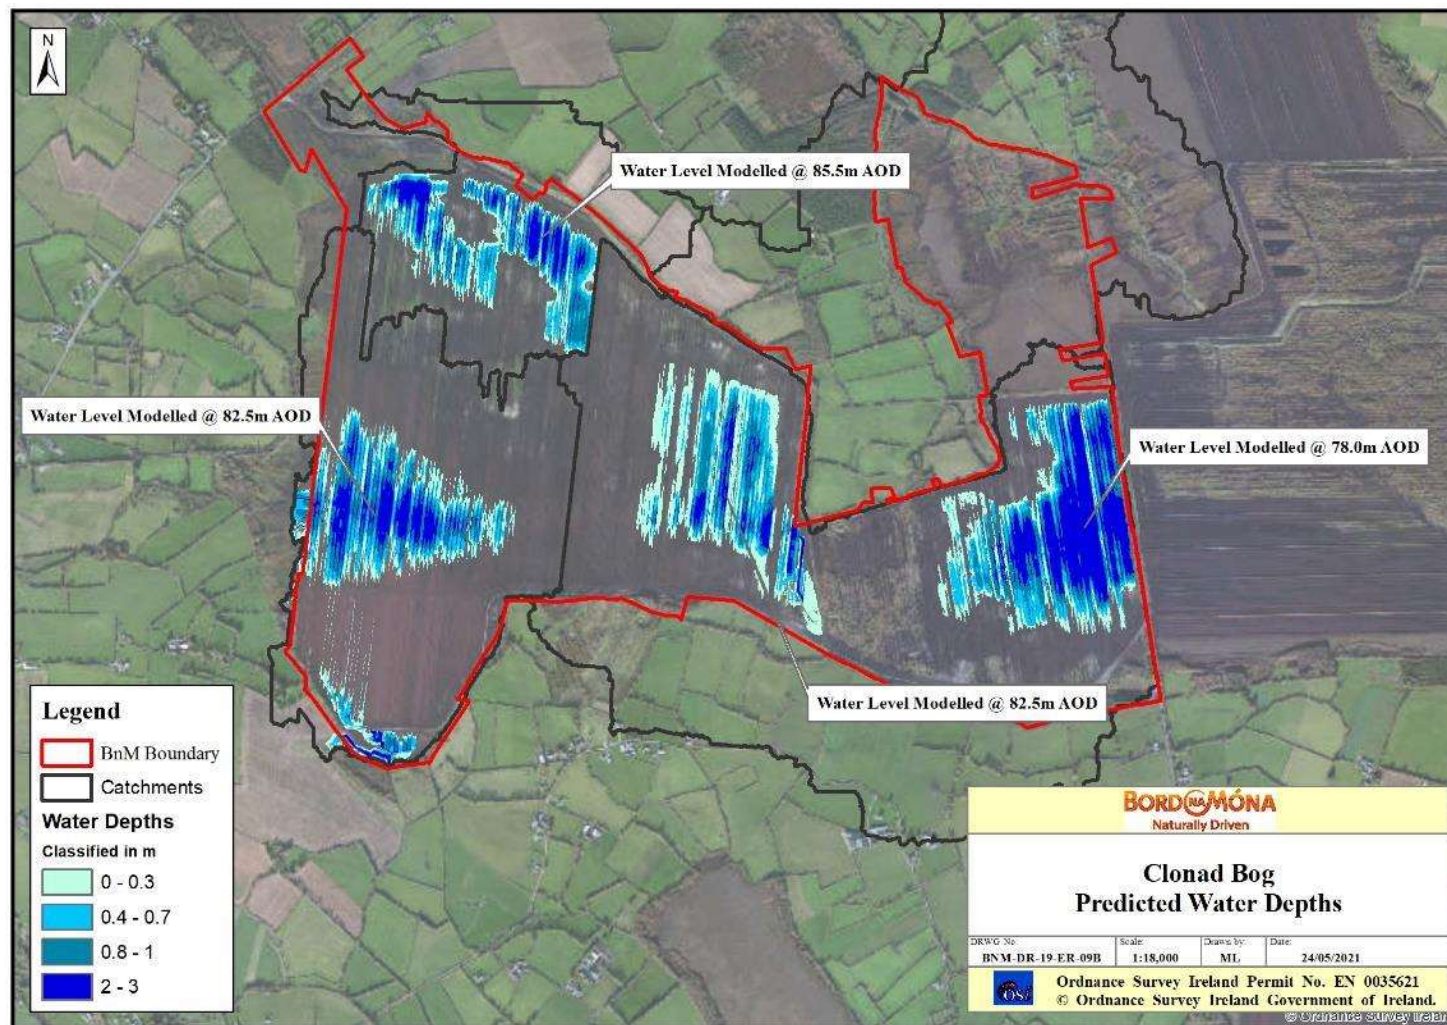 N
Water Level Modelled @ 85.5m AOD
Water Level Modelled @ 82.5m AOD
Water Level Modelled @ 78.0m AOD
Water Level Modelled @ 82.5m AOD
Legend
BnM Boundary
Catchments
Water Depths
Classified in m
0 - 0.3
0.4 - 0.7
0.8 - 1
2 - 3
BORD NA MÓNA
Naturally Driven
Clonad Bog
Predicted Water Depths
DRWG No Scale: Drawn by: Date:
BNM-DR-19-ER-09B 1:18,000 ML 24/05/2021
OSi
Ordnance Survey Ireland Permit No. EN 0035621
© Ordnance Survey Ireland Government of Ireland.
© Ordnance Survey Ireland